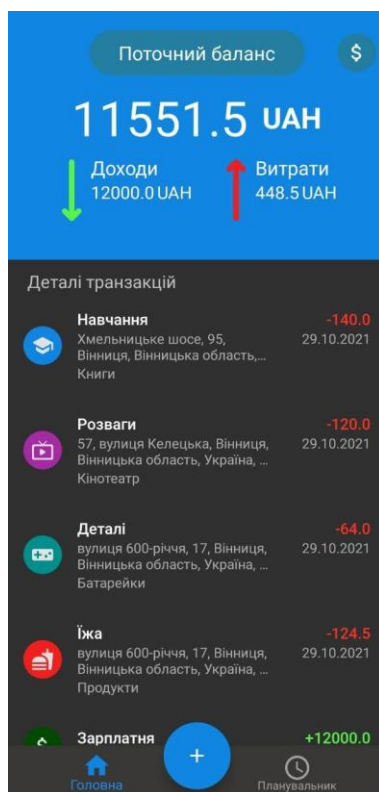 Поточний баланс
$
11551.5 UAH
Доходи
12000.0 UAH
Витрати
448.5 UAH
Деталі транзакцій
Навчання
-140.0
Хмельницьке шосе, 95,
29.10.2021
Вінниця, Вінницька область,...
Книги
Розваги
-120.0
57, вулиця Келецька, Вінниця,
29.10.2021
Вінницька область, Україна, ...
Кінотеатр
Деталі
-64.0
вулиця 600-річчя, 17, Вінниця,
29.10.2021
Вінницька область, Україна, ...
Батарейки
Їжа
-124.5
вулиця 600-річчя, 17, Вінниця,
29.10.2021
Вінницька область, Україна, ...
Продукти
Зарплатня
+12000.0
+
Головна
Планувальник